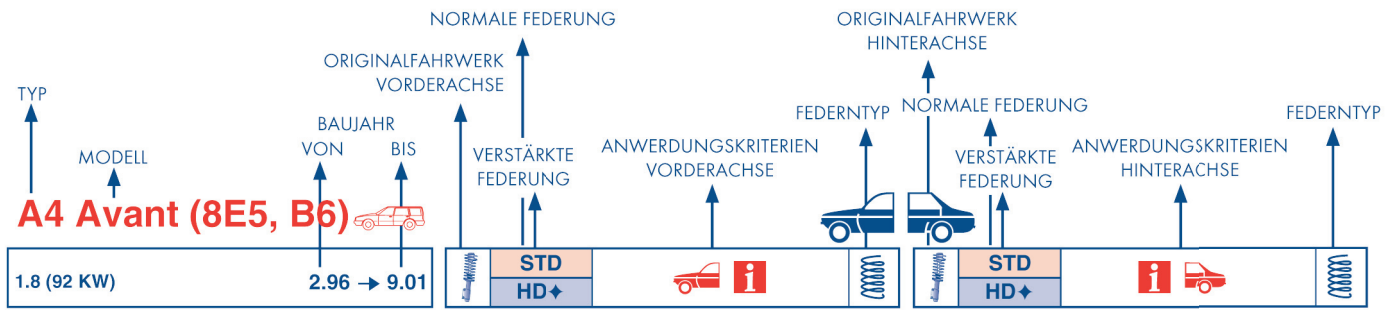 NORMALE FEDERUNG
ORIGINALFAHRWERK
HINTERACHSE
ORIGINALFAHRWERK
VORDERACHSE
TYP
BAUJAHR
VON BIS
MODELL
VERSTÄRKTE
FEDERUNG
ANWERDUNGSKRITERIEN
VORDERACHSE
FEDERNTYP
NORMALE FEDERUNG
VERSTÄRKTE
FEDERUNG
ANWERDUNGSKRITERIEN
HINTERACHSE
FEDERNTYP
A4 Avant (8E5, B6)
1.8 (92 KW) 2.96 → 9.01
STD
HD✦
i
STD
HD✦
i